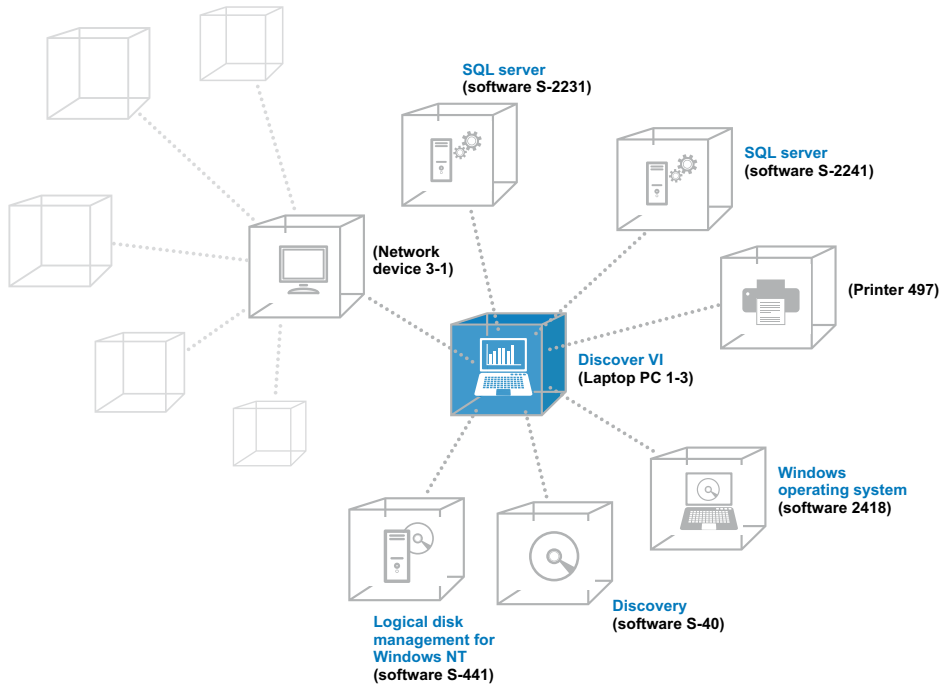 SQL server
(software S-2231)
SQL server
(software S-2241)
(Network
device 3-1)
(Printer 497)
Discover VI
(Laptop PC 1-3)
Windows
operating system
(software 2418)
Discovery
(software S-40)
Logical disk
management for
Windows NT
(software S-441)